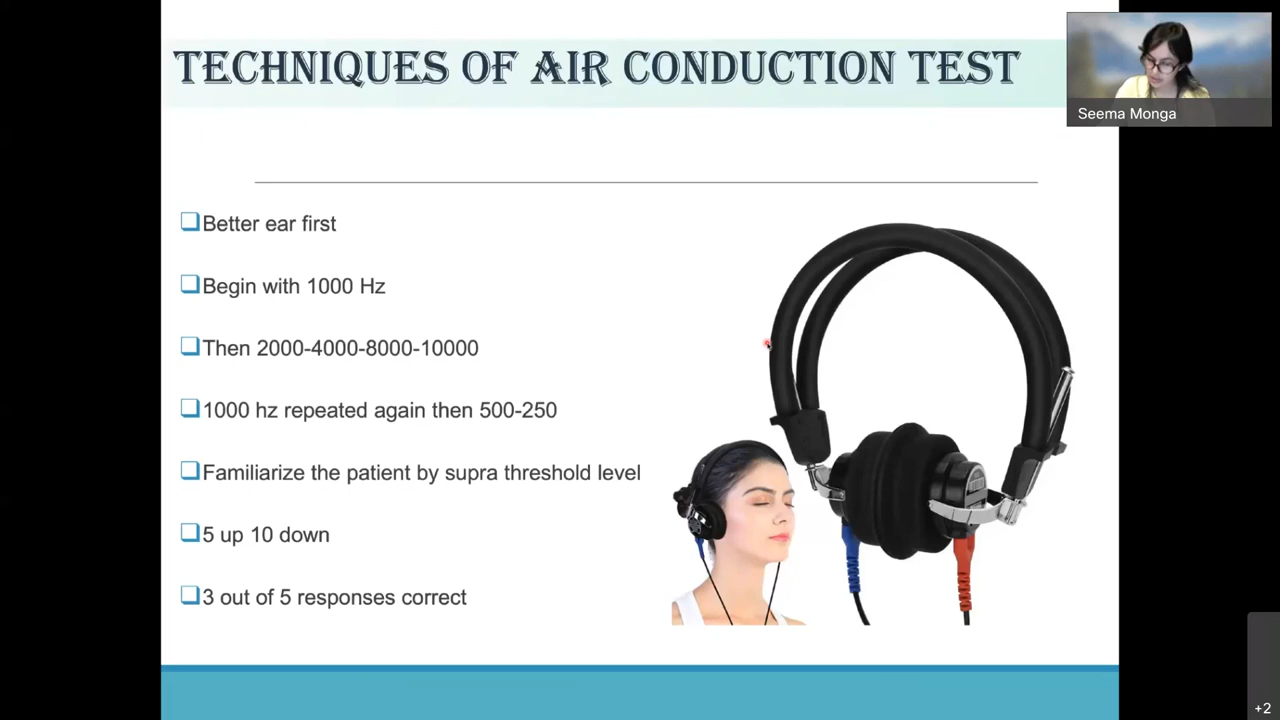 TECHNIQUES OF AIR CONDUCTION TEST
Seema Monga
Better ear first
Begin with 1000 Hz
Then 2000-4000-8000-10000
1000 hz repeated again then 500-250
Familiarize the patient by supra threshold level
5 up 10 down
3 out of 5 responses correct
+2